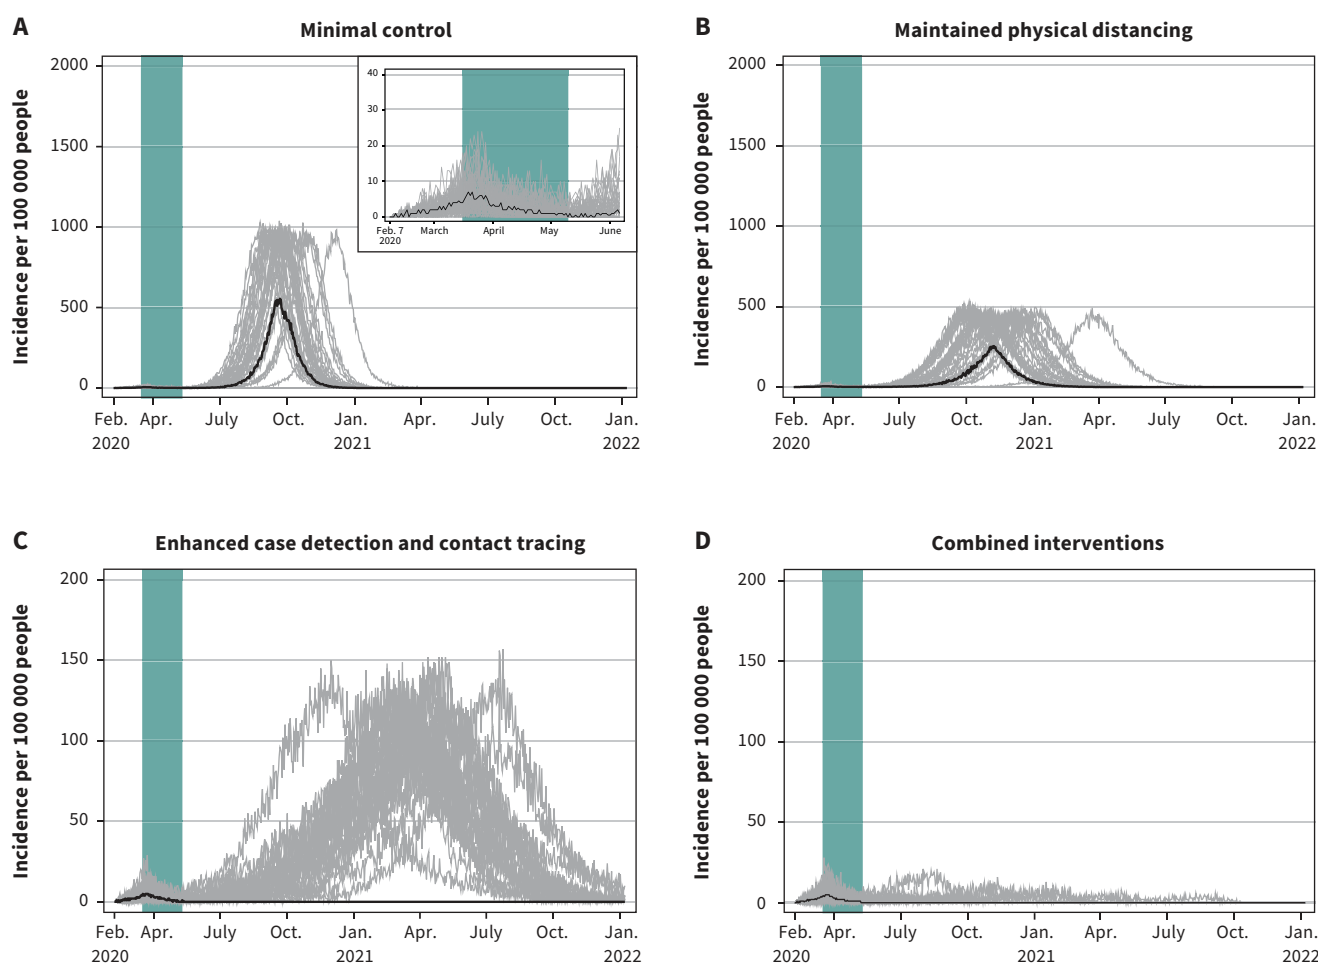 A
Minimal control
Incidence per 100 000 people
2000
1500
1000
500
0
Feb. Apr. July Oct. Jan. Apr. July Oct. Jan.
2020 2021 2022
40
30
20
10
0
Feb. 7 March April May June
2020
B
Maintained physical distancing
Incidence per 100 000 people
2000
1500
1000
500
0
Feb. Apr. July Oct. Jan. Apr. July Oct. Jan.
2020 2021 2022
C
Enhanced case detection and contact tracing
Incidence per 100 000 people
200
150
100
50
0
Feb. Apr. July Oct. Jan. Apr. July Oct. Jan.
2020 2021 2022
D
Combined interventions
Incidence per 100 000 people
200
150
100
50
0
Feb. Apr. July Oct. Jan. Apr. July Oct. Jan.
2020 2021 2022